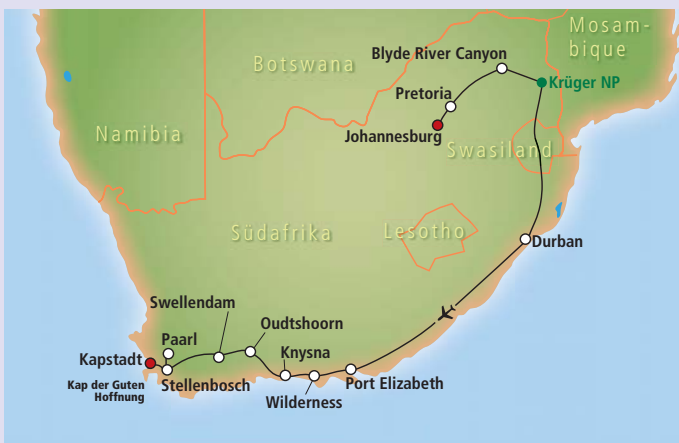 Mosam-
bique
Blyde River Canyon
Botswana
Krüger NP
Pretoria
Namibia
Johannesburg
Swasiland
Südafrika
Lesotho
Durban
Swellendam
Oudtshoorn
Paarl
Knysna
Kapstadt
Kap der Guten
Hoffnung
Stellenbosch
Port Elizabeth
Wilderness